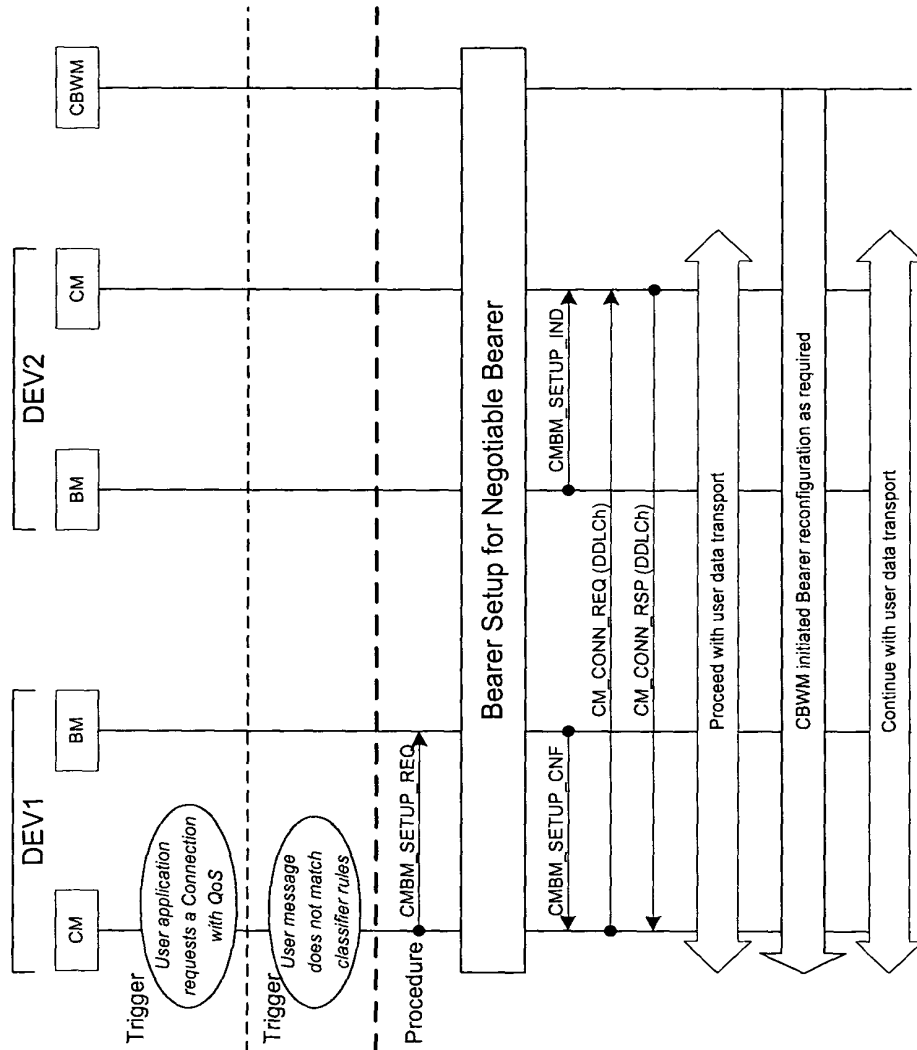 DEV1
DEV2
CM
BM
BM
CM
CBWM
Trigger
User application
requests a Connection
with QoS
Trigger
User message
does not match
classifier rules
Procedure
CMBM_SETUP_REQ
Bearer Setup for Negotiable Bearer
CMBM_SETUP_CNF
CMBM_SETUP_IND
CM_CONN_REQ (DDLCh)
CM_CONN_RSP (DDLCh)
Proceed with user data transport
CBWM initiated Bearer reconfiguration as required
Continue with user data transport